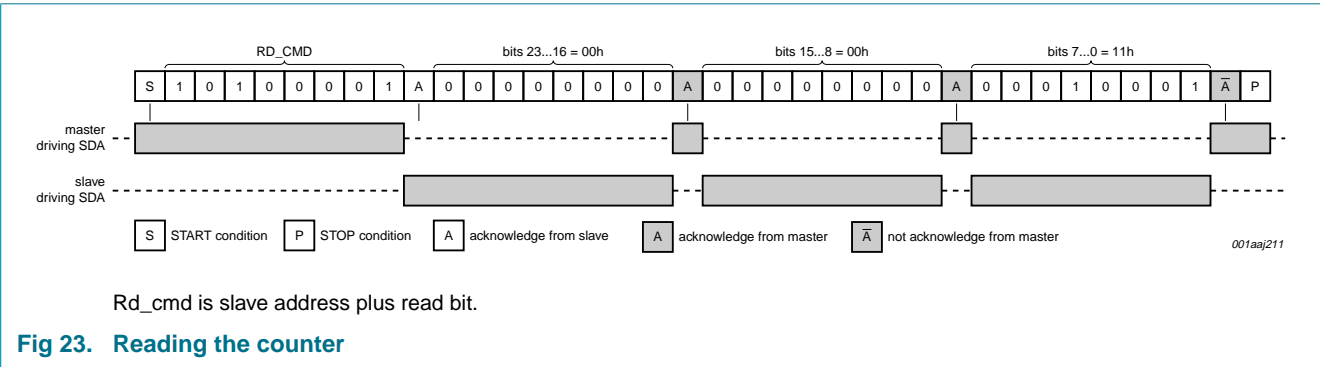 RD_CMD bits 23...16 = 00h bits 15...8 = 00h bits 7...0 = 11h
S 1 0 1 0 0 0 0 1 A 0 0 0 0 0 0 0 0 A 0 0 0 0 0 0 0 0 A 0 0 0 1 0 0 0 1 A̅ P
master
driving SDA
slave
driving SDA
S START condition P STOP condition A acknowledge from slave A acknowledge from master A̅ not acknowledge from master
001aaj211
Rd_cmd is slave address plus read bit.
Fig 23. Reading the counter